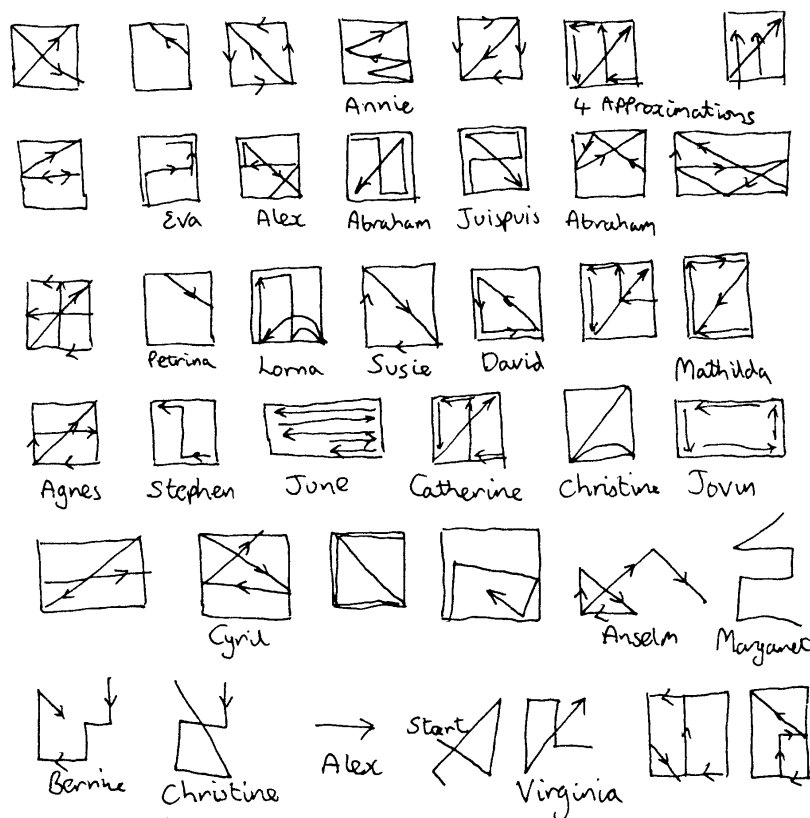 Annie 4 Approximations
Eva Alex Abraham Juispuis Abraham
Petrina Lorna Susie David Mathilda
Agnes Stephen June Catherine Christine Jovin
Cyril Anselm Margaret
Start
Bernine Christine Alex Virginia